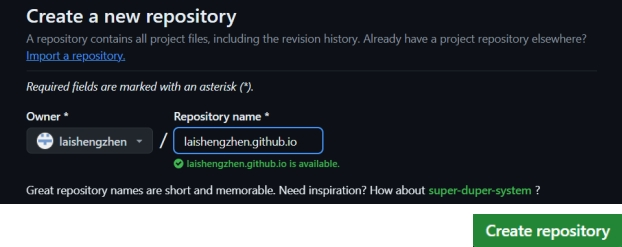 Create a new repository
A repository contains all project files, including the revision history. Already have a project repository elsewhere?
Import a repository.
Required fields are marked with an asterisk (*).
Owner * Repository name *
laishengzhen / laishengzhen.github.io
laishengzhen.github.io is available.
Great repository names are short and memorable. Need inspiration? How about super-duper-system ?
Create repository